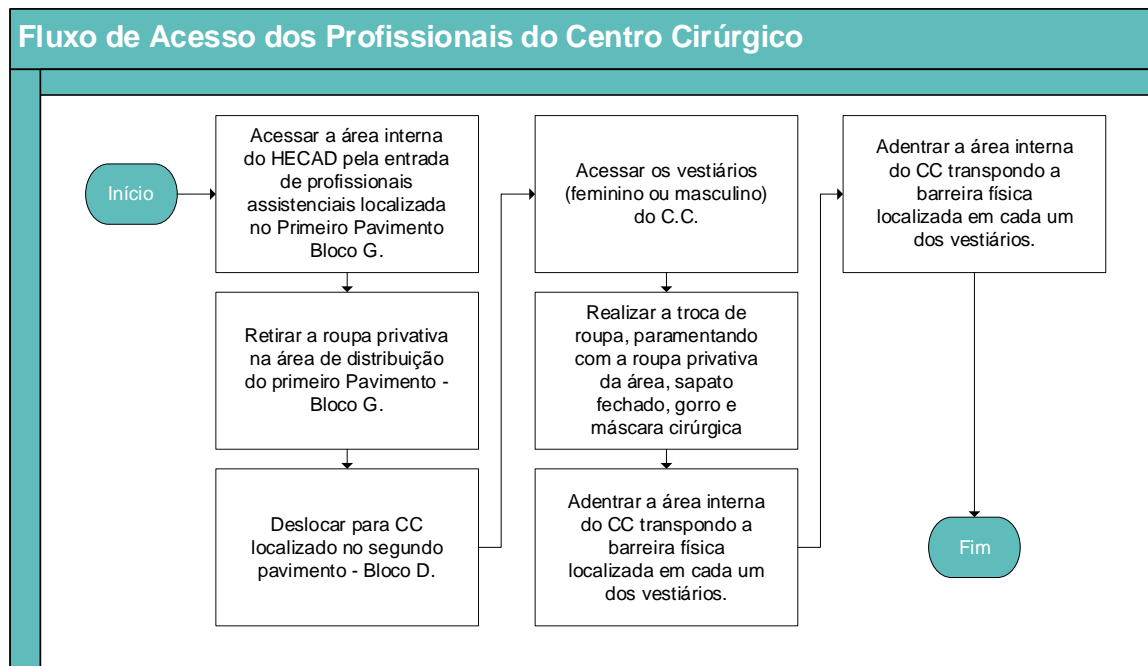 Fluxo de Acesso dos Profissionais do Centro Cirúrgico
Início
Acessar a área interna
do HECAD pela entrada
de profissionais
assistenciais localizada
no Primeiro Pavimento
Bloco G.
Retirar a roupa privativa
na área de distribuição
do primeiro Pavimento -
Bloco G.
Deslocar para CC
localizado no segundo
pavimento - Bloco D.
Acessar os vestiários
(feminino ou masculino)
do C.C.
Realizar a troca de
roupa, paramentando
com a roupa privativa
da área, sapato
fechado, gorro e
máscara cirúrgica
Adentrar a área interna
do CC transpondo a
barreira física
localizada em cada um
dos vestiários.
Adentrar a área interna
do CC transpondo a
barreira física
localizada em cada um
dos vestiários.
Fim